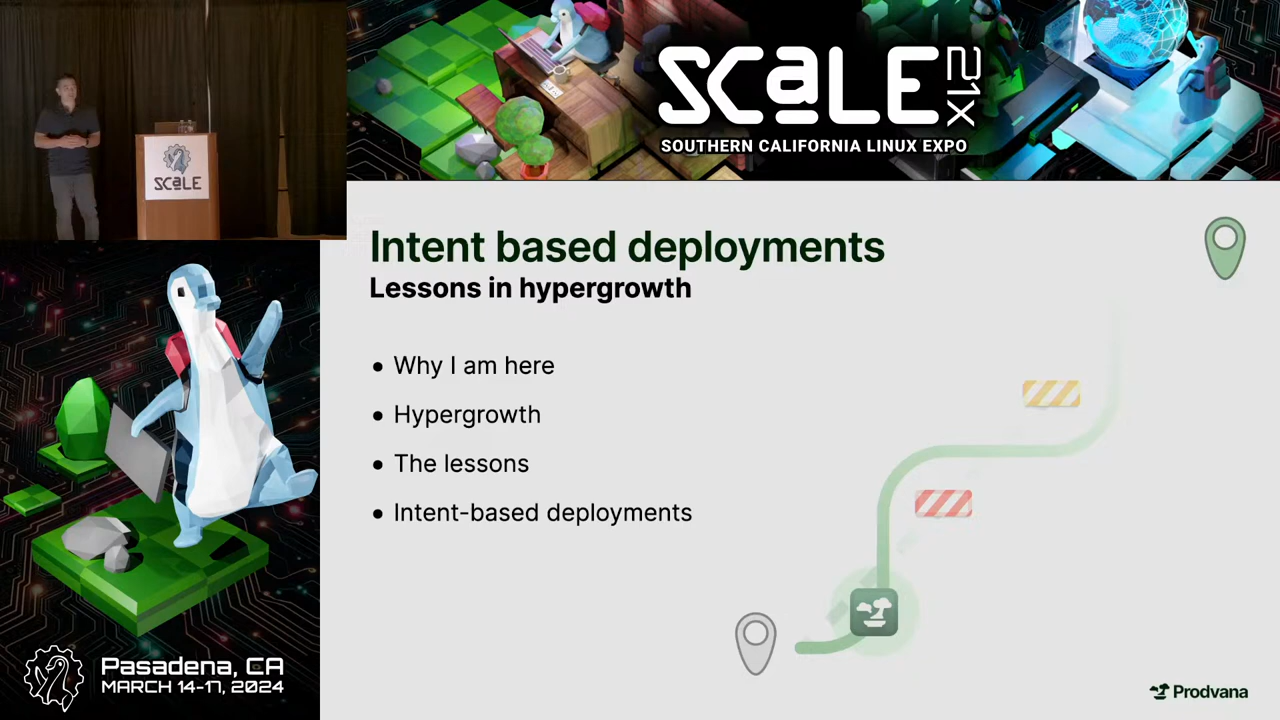 SCaLE
SCaLE 21x
SOUTHERN CALIFORNIA LINUX EXPO
Intent based deployments
Lessons in hypergrowth
• Why I am here
• Hypergrowth
• The lessons
• Intent-based deployments
Pasadena, CA
MARCH 14-17, 2024
Prodvana